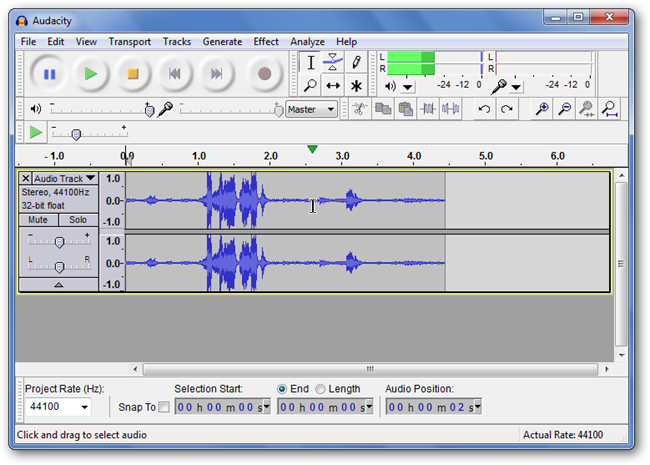 Audacity
File Edit View Transport Tracks Generate Effect Analyze Help
L
R
-24 -12 0
L
R
-24 -12 0
- +
- +
Master
- 1.0 0.0 1.0 2.0 3.0 4.0 5.0 6.0
Audio Track
Stereo, 44100Hz
32-bit float
Mute Solo
- +
L R
1.0
0.0
-1.0
1.0
0.0
-1.0
Project Rate (Hz):
44100
Snap To
Selection Start:
00 h 00 m 00 s
End Length
00 h 00 m 00 s
Audio Position:
00 h 00 m 02 s
Click and drag to select audio
Actual Rate: 44100